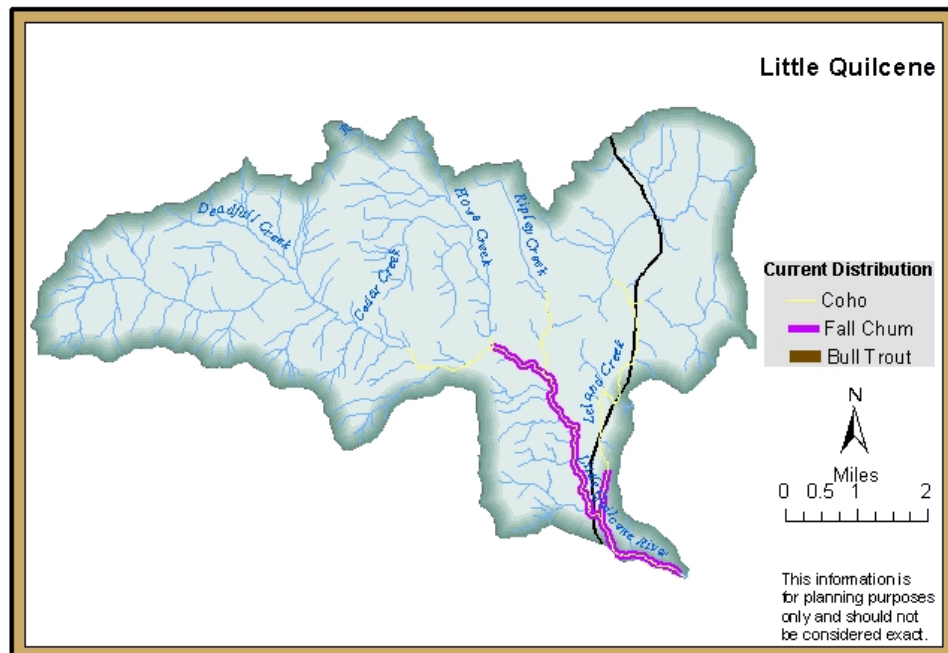 Little Quilcene
Deadfall Creek
Howe Creek
Ripley Creek
Cedar Creek
Leland Creek
Quilcene River
Current Distribution
Coho
Fall Chum
Bull Trout
N
Miles
0 0.5 1 2
This information is
for planning purposes
only and should not
be considered exact.